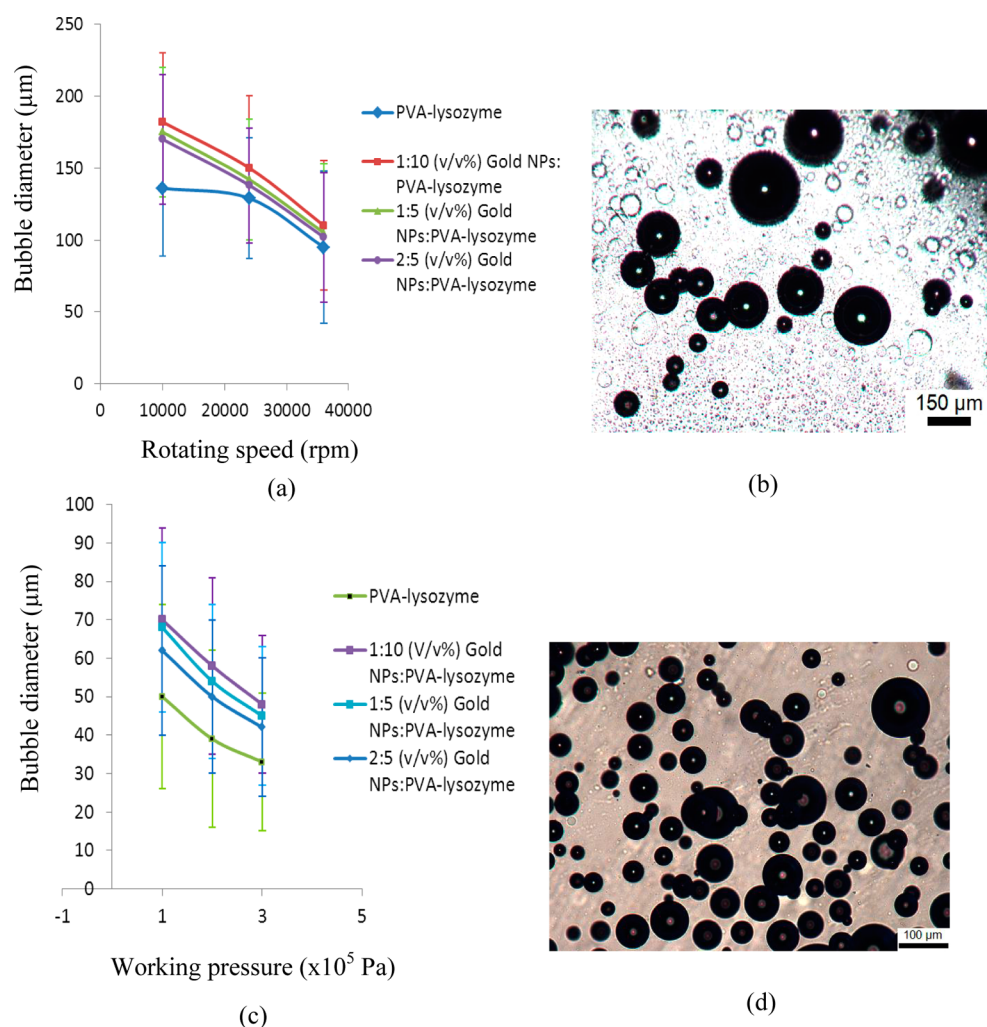 250
200
150
100
50
0
Bubble diameter (μm)
0 10000 20000 30000 40000
Rotating speed (rpm)
PVA-lysozyme
1:10 (v/v%) Gold NPs:
PVA-lysozyme
1:5 (v/v%) Gold
NPs:PVA-lysozyme
2:5 (v/v%) Gold
NPs:PVA-lysozyme
(a)
150 μm
(b)
100
90
80
70
60
50
40
30
20
10
0
Bubble diameter (μm)
-1 1 3 5
Working pressure (x10⁵ Pa)
PVA-lysozyme
1:10 (V/v%) Gold
NPs:PVA-lysozyme
1:5 (v/v%) Gold
NPs:PVA-lysozyme
2:5 (v/v%) Gold
NPs:PVA-lysozyme
(c)
100 μm
(d)